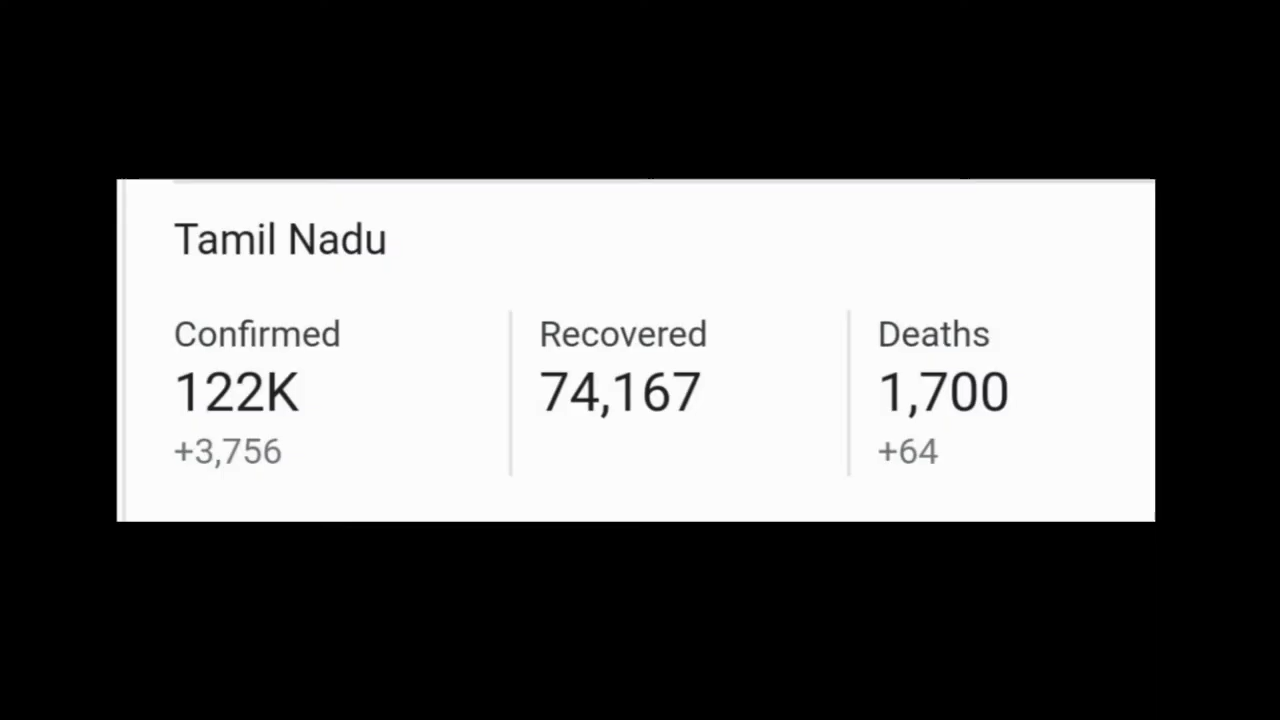 Tamil Nadu
Confirmed Recovered Deaths
122K 74,167 1,700
+3,756 +64